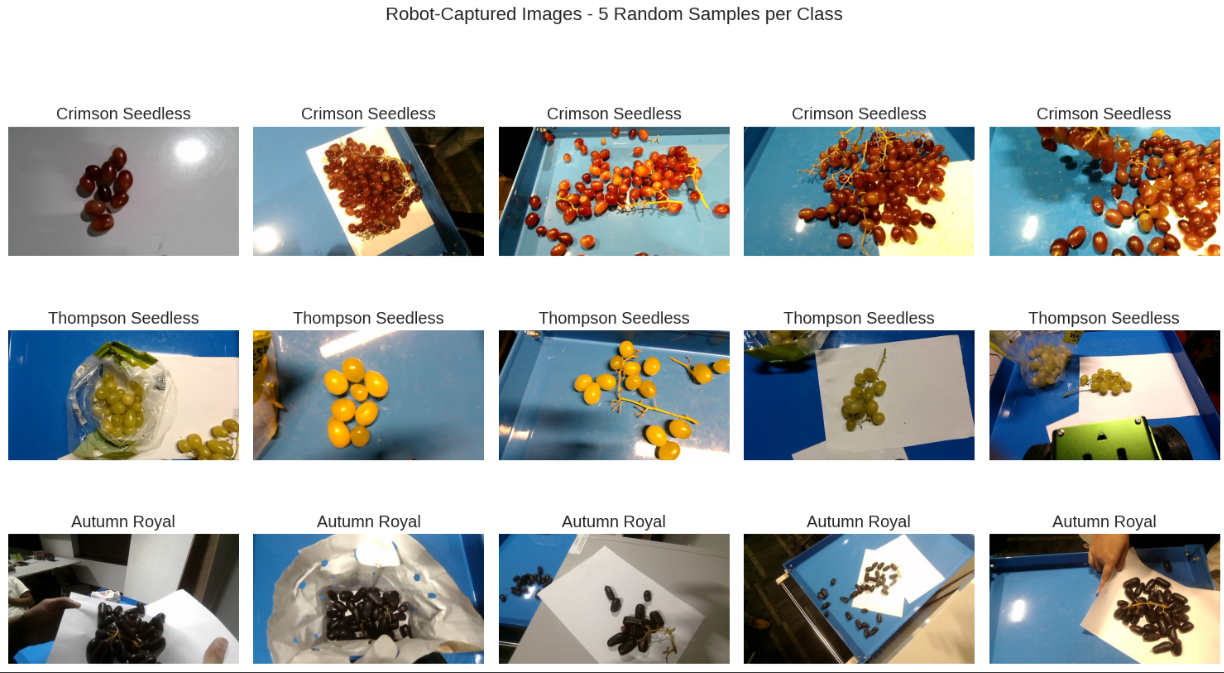 Robot-Captured Images - 5 Random Samples per Class
Crimson Seedless Crimson Seedless Crimson Seedless Crimson Seedless Crimson Seedless
Thompson Seedless Thompson Seedless Thompson Seedless Thompson Seedless Thompson Seedless
Autumn Royal Autumn Royal Autumn Royal Autumn Royal Autumn Royal